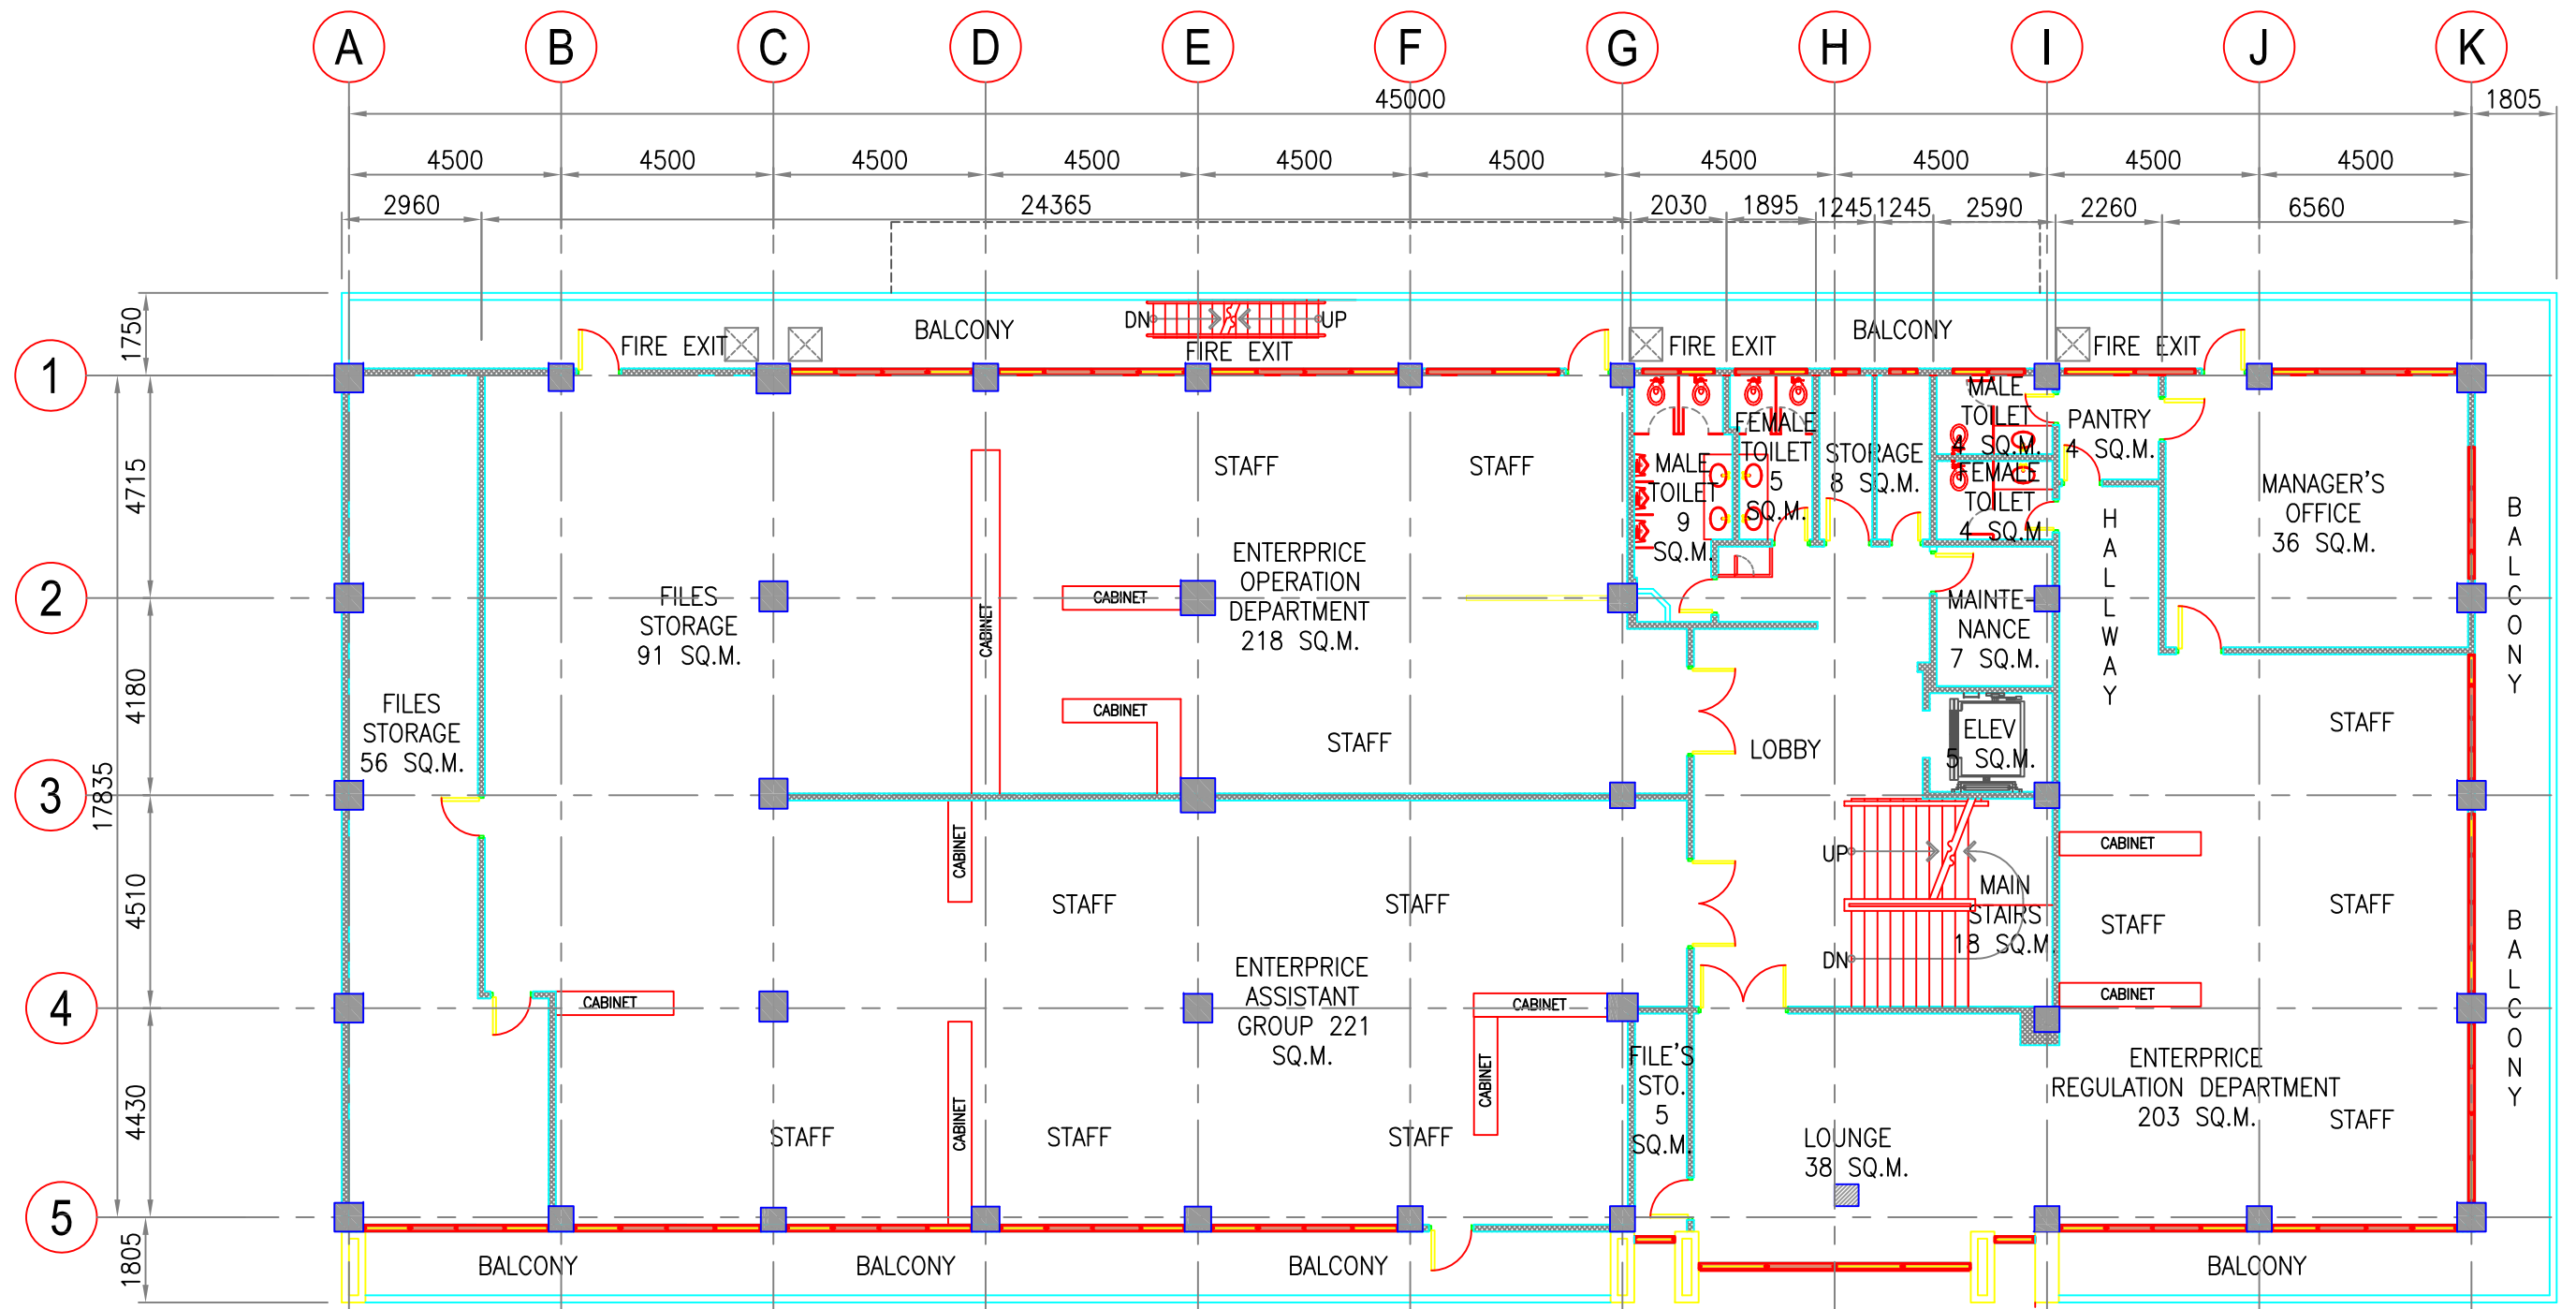 A B C D E F G H I J K
45000 1805
4500 4500 4500 4500 4500 4500 4500 4500 4500 4500
2960 24365 2030 1895 1245 1245 2590 2260 6560
1750
4715
4180
17835
4510
4430
1805
1
2
3
4
5
FIRE EXIT
BALCONY
DN
UP
FIRE EXIT
FIRE EXIT
BALCONY
FIRE EXIT
STAFF
STAFF
MALE
TOILET
9
SQ.M.
FEMALE
TOILET
5
SQ.M.
STORAGE
8 SQ.M.
MALE
TOILET
4 SQ.M.
FEMALE
TOILET
4 SQ.M
PANTRY
4 SQ.M.
MANAGER'S
OFFICE
36 SQ.M.
HALLWAY
BALCONY
FILES
STORAGE
56 SQ.M.
FILES
STORAGE
91 SQ.M.
CABINET
CABINET
CABINET
ENTERPRICE
OPERATION
DEPARTMENT
218 SQ.M.
STAFF
MAINTE-
NANCE
7 SQ.M.
LOBBY
ELEV
5 SQ.M.
STAFF
CABINET
STAFF
STAFF
UP
DN
MAIN
STAIRS
18 SQ.M
CABINET
STAFF
STAFF
CABINET
BALCONY
CABINET
CABINET
ENTERPRICE
ASSISTANT
GROUP 221
SQ.M.
CABINET
CABINET
STAFF
STAFF
STAFF
FILE'S
STO.
5
SQ.M.
LOUNGE
38 SQ.M.
ENTERPRICE
REGULATION DEPARTMENT
203 SQ.M.
STAFF
BALCONY
BALCONY
BALCONY
BALCONY